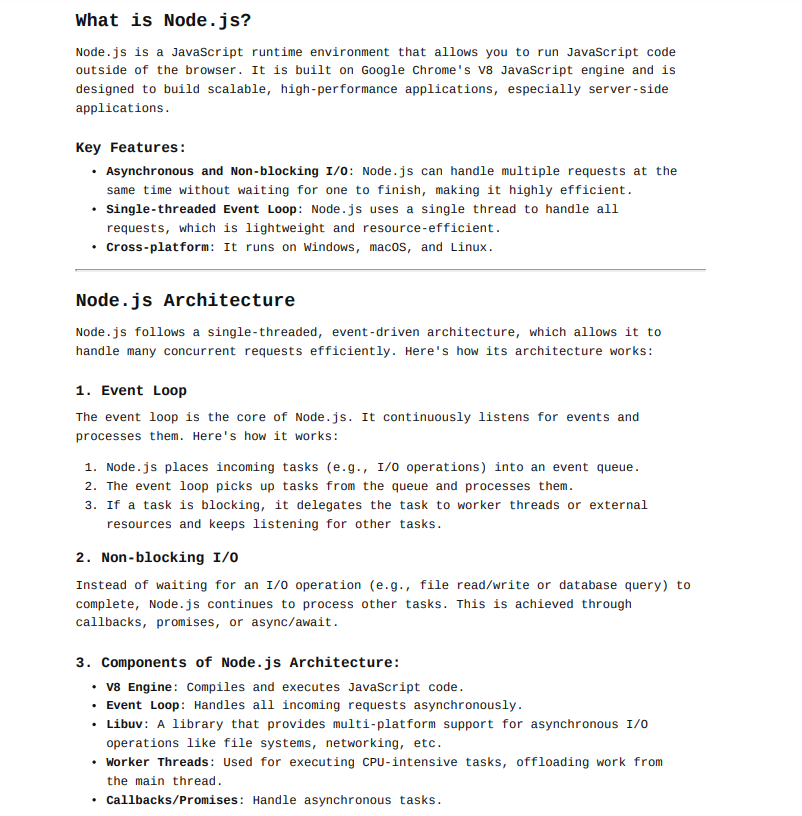 What is Node.js?
Node.js is a JavaScript runtime environment that allows you to run JavaScript code
outside of the browser. It is built on Google Chrome's V8 JavaScript engine and is
designed to build scalable, high-performance applications, especially server-side
applications.
Key Features:
• Asynchronous and Non-blocking I/O: Node.js can handle multiple requests at the
same time without waiting for one to finish, making it highly efficient.
• Single-threaded Event Loop: Node.js uses a single thread to handle all
requests, which is lightweight and resource-efficient.
• Cross-platform: It runs on Windows, macOS, and Linux.
Node.js Architecture
Node.js follows a single-threaded, event-driven architecture, which allows it to
handle many concurrent requests efficiently. Here's how its architecture works:
1. Event Loop
The event loop is the core of Node.js. It continuously listens for events and
processes them. Here's how it works:
1. Node.js places incoming tasks (e.g., I/O operations) into an event queue.
2. The event loop picks up tasks from the queue and processes them.
3. If a task is blocking, it delegates the task to worker threads or external
resources and keeps listening for other tasks.
2. Non-blocking I/O
Instead of waiting for an I/O operation (e.g., file read/write or database query) to
complete, Node.js continues to process other tasks. This is achieved through
callbacks, promises, or async/await.
3. Components of Node.js Architecture:
• V8 Engine: Compiles and executes JavaScript code.
• Event Loop: Handles all incoming requests asynchronously.
• Libuv: A library that provides multi-platform support for asynchronous I/O
operations like file systems, networking, etc.
• Worker Threads: Used for executing CPU-intensive tasks, offloading work from
the main thread.
• Callbacks/Promises: Handle asynchronous tasks.